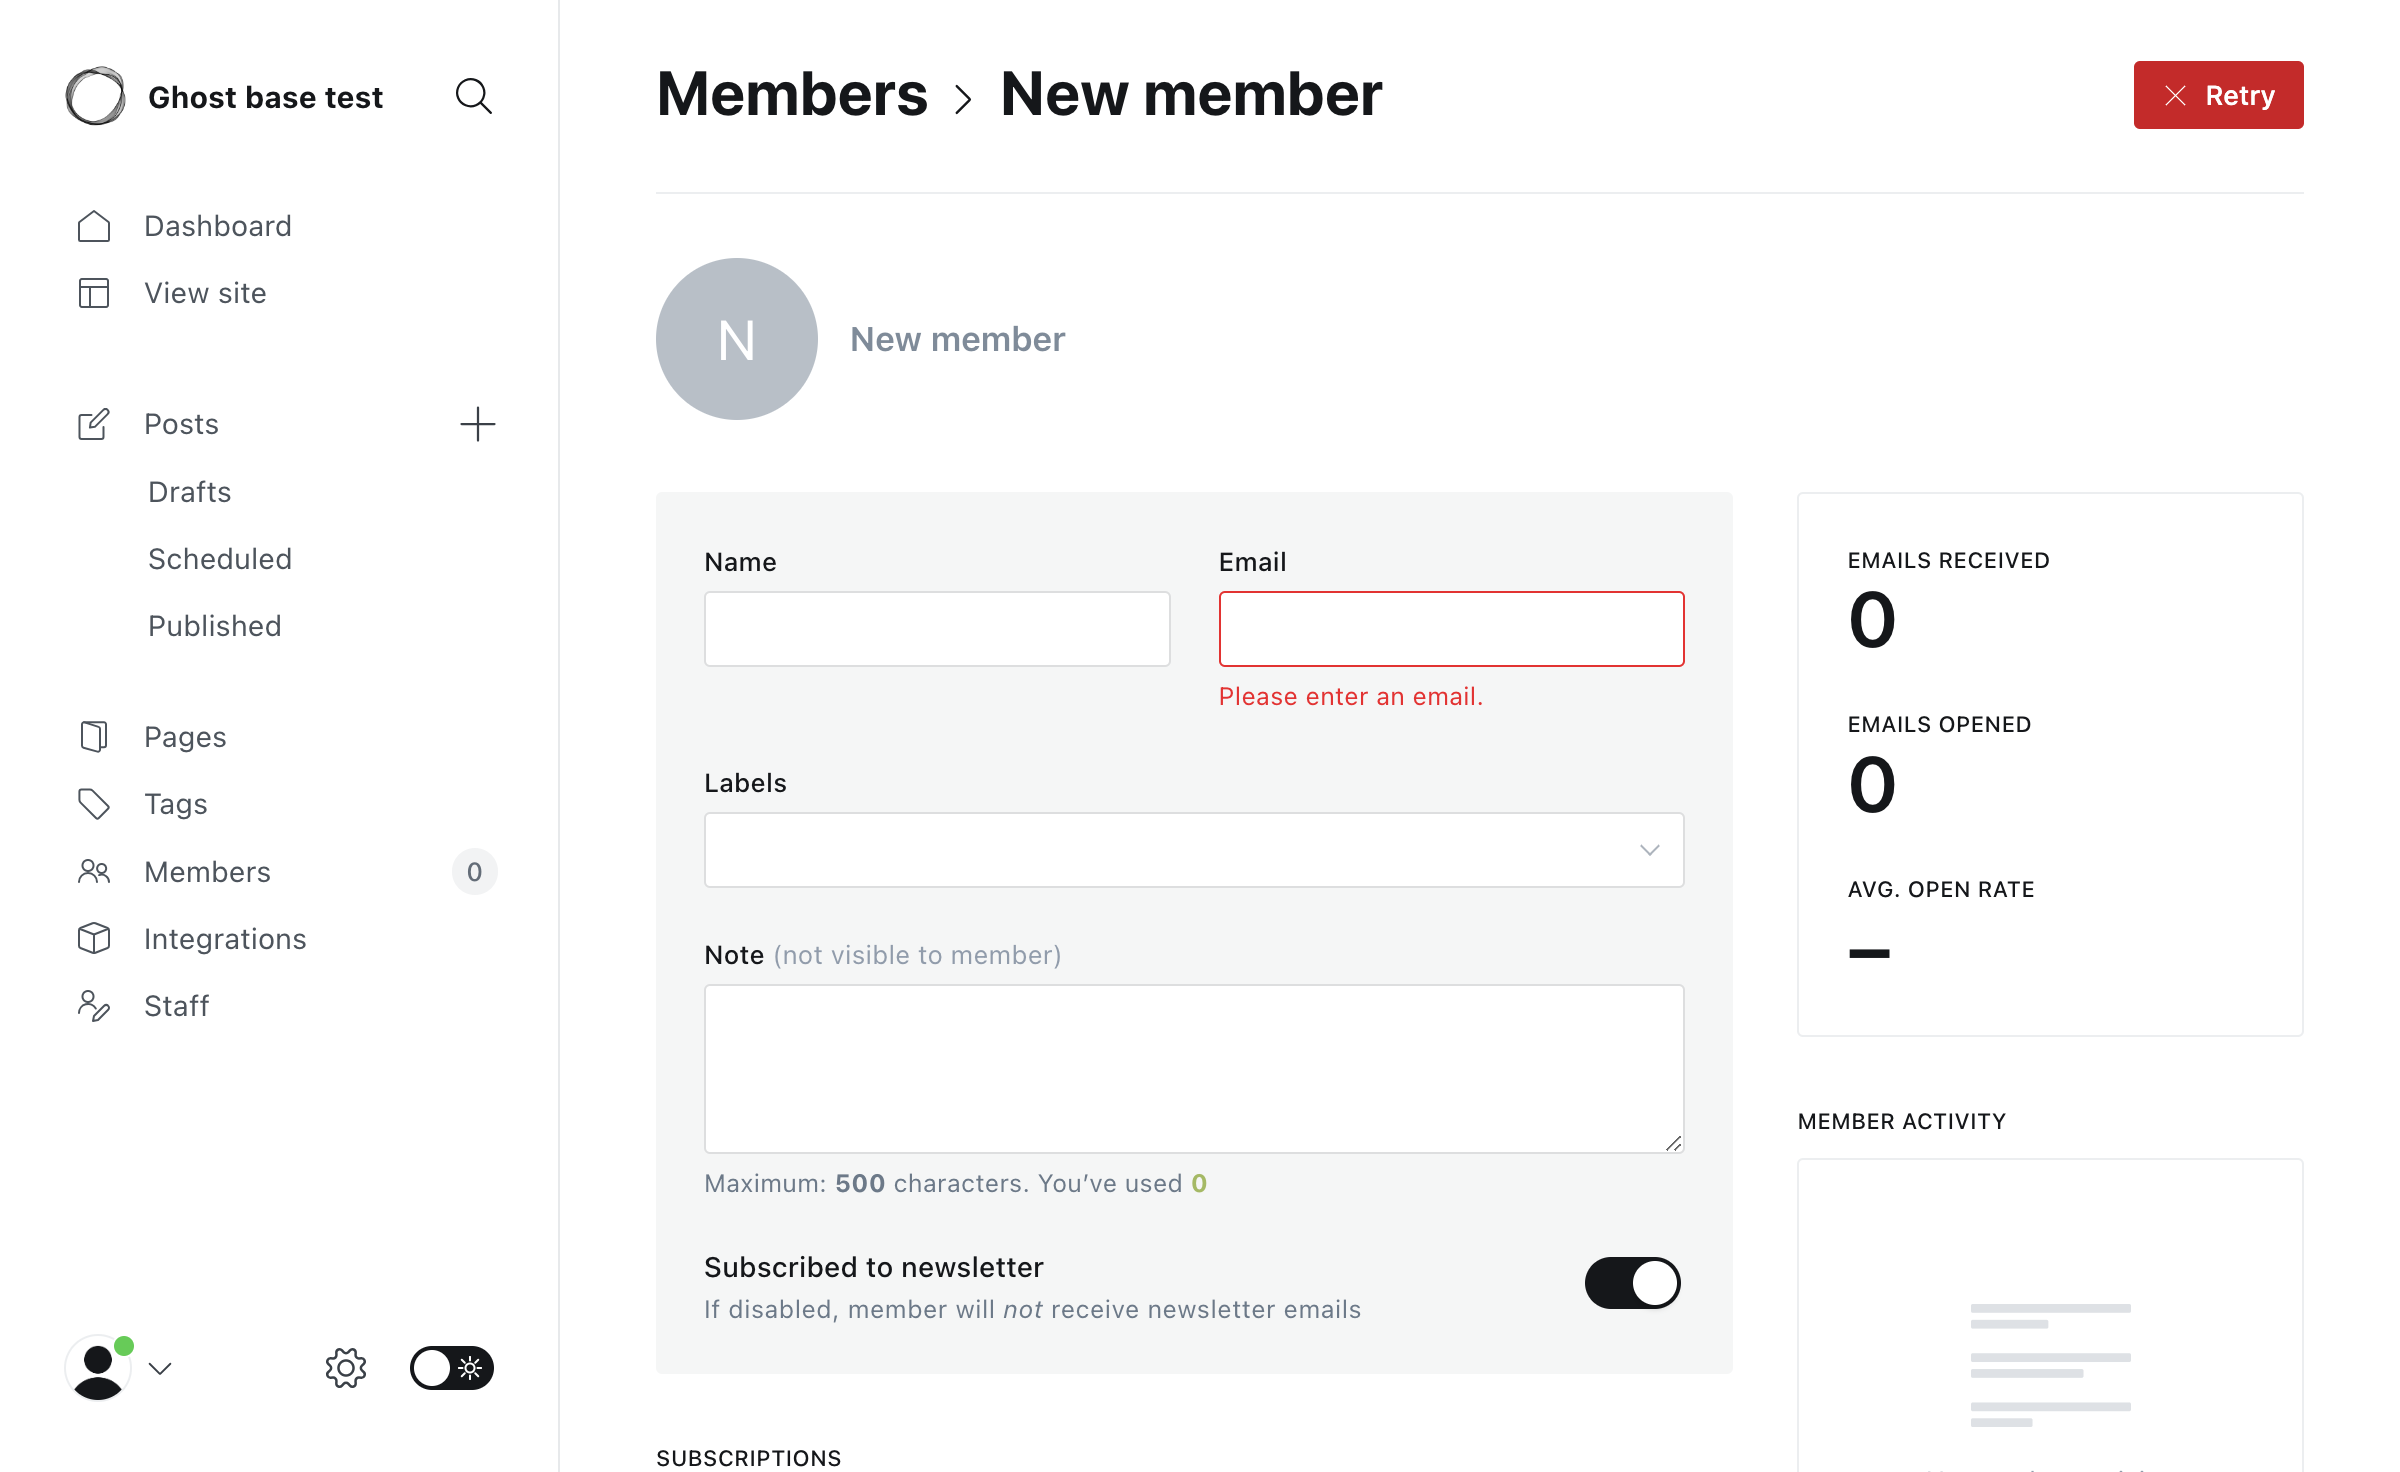 Ghost base test
Dashboard
View site
Posts
Drafts
Scheduled
Published
Pages
Tags
Members
0
Integrations
Staff
Members > New member
Retry
N
New member
Name
Email
Please enter an email.
Labels
Note (not visible to member)
Maximum: 500 characters. You’ve used 0
Subscribed to newsletter
If disabled, member will not receive newsletter emails
SUBSCRIPTIONS
EMAILS RECEIVED
0
EMAILS OPENED
0
AVG. OPEN RATE
–
MEMBER ACTIVITY